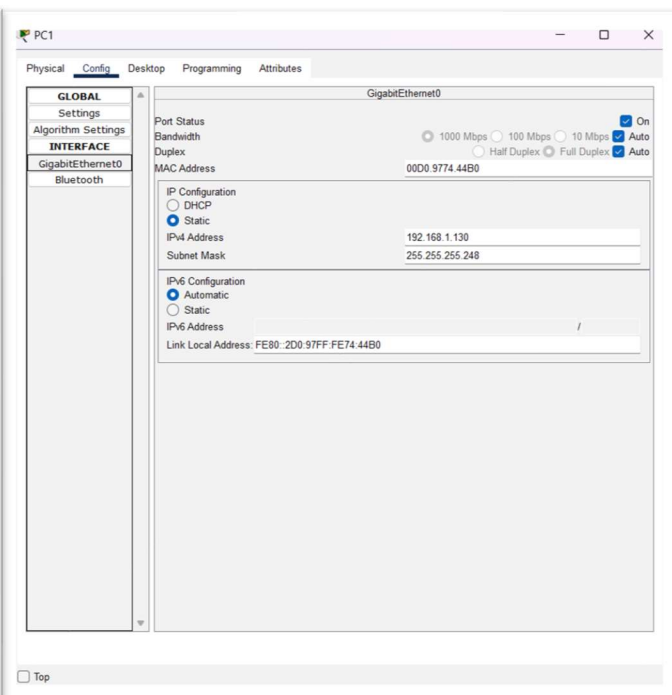 PC1
Physical Config Desktop Programming Attributes
GLOBAL
Settings
Algorithm Settings
INTERFACE
GigabitEthernet0
Bluetooth
GigabitEthernet0
Port Status On
Bandwidth 1000 Mbps 100 Mbps 10 Mbps Auto
Duplex Half Duplex Full Duplex Auto
MAC Address 00D0.9774.44B0
IP Configuration
DHCP
Static
IPv4 Address 192.168.1.130
Subnet Mask 255.255.255.248
IPv6 Configuration
Automatic
Static
IPv6 Address /
Link Local Address: FE80::2D0:97FF:FE74:44B0
Top